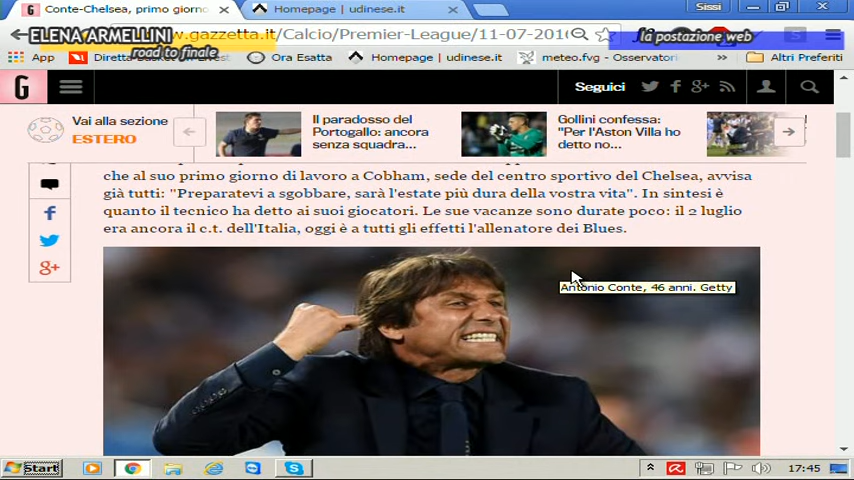 Conte-Chelsea, primo giorno
Homepage | udinese.it
Sissi
ELENA ARMELLINI
road to finale
.gazzetta.it/Calcio/Premier-League/11-07-2016
la postazione web
App
Diretta
Ora Esatta
Homepage | udinese.it
meteo.fvg - Osservatorio
Altri Preferiti
G
Seguici
Vai alla sezione
ESTERO
Il paradosso del
Portogallo: ancora
senza squadra...
Gollini confessa:
"Per l'Aston Villa ho
detto no...
che al suo primo giorno di lavoro a Cobham, sede del centro sportivo del Chelsea, avvisa
già tutti: "Preparatevi a sgobbare, sarà l'estate più dura della vostra vita". In sintesi è
quanto il tecnico ha detto ai suoi giocatori. Le sue vacanze sono durate poco: il 2 luglio
era ancora il c.t. dell'Italia, oggi è a tutti gli effetti l'allenatore dei Blues.
Antonio Conte, 46 anni. Getty
Start
17:45